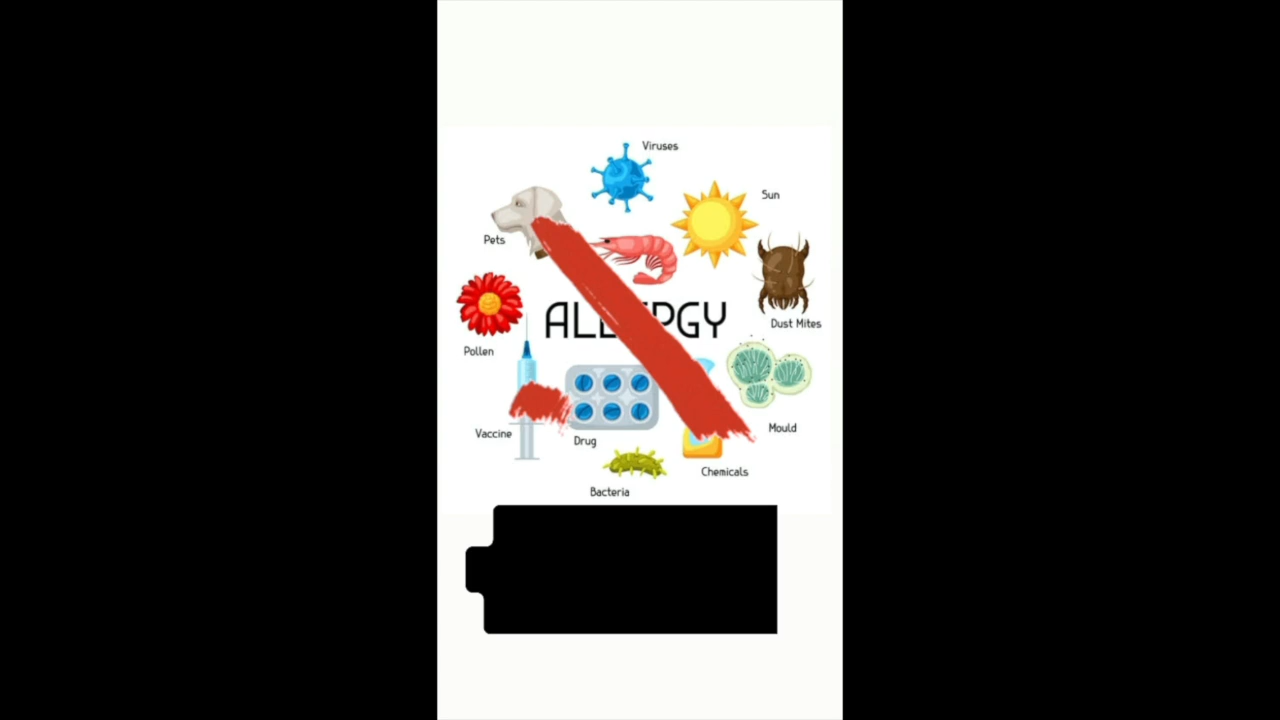 Viruses
Sun
Pets
Dust Mites
Pollen
Mould
Vaccine
Drug
Chemicals
Bacteria